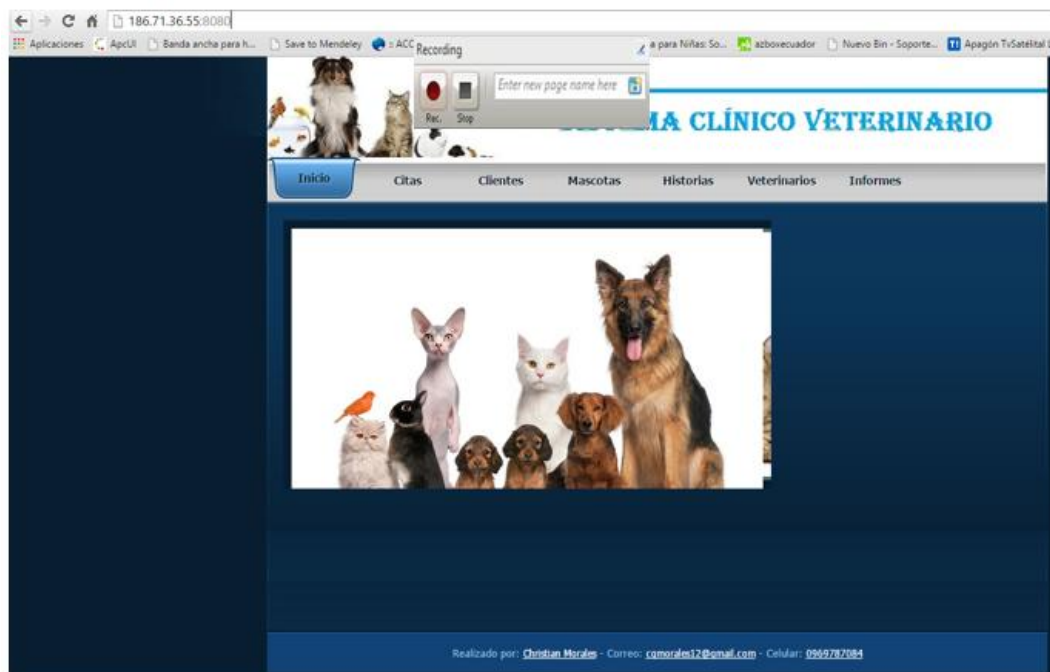 186.71.36.55:8080
Aplicaciones ApcUI Banda ancha para h... Save to Mendeley :: ACC a para Niñas: So... azboxecuador Nuevo Bin - Soporte... Apagón TvSatélital
Recording
Enter new page name here
Rec. Stop
MA CLÍNICO VETERINARIO
Inicio Citas Clientes Mascotas Historias Veterinarios Informes
Realizado por: Christian Morales - Correo: cgmorales12@gmail.com - Celular: 0969787084